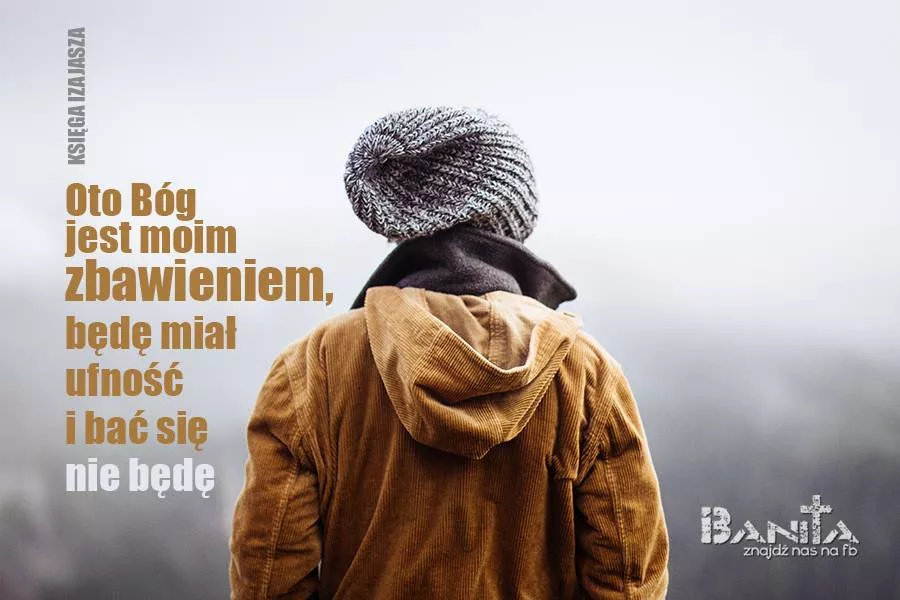 KSIĘGA IZAJASZA
Oto Bóg
jest moim
zbawieniem,
będę miał
ufność
i bać się
nie będę
BANITA
znajdź nas na fb